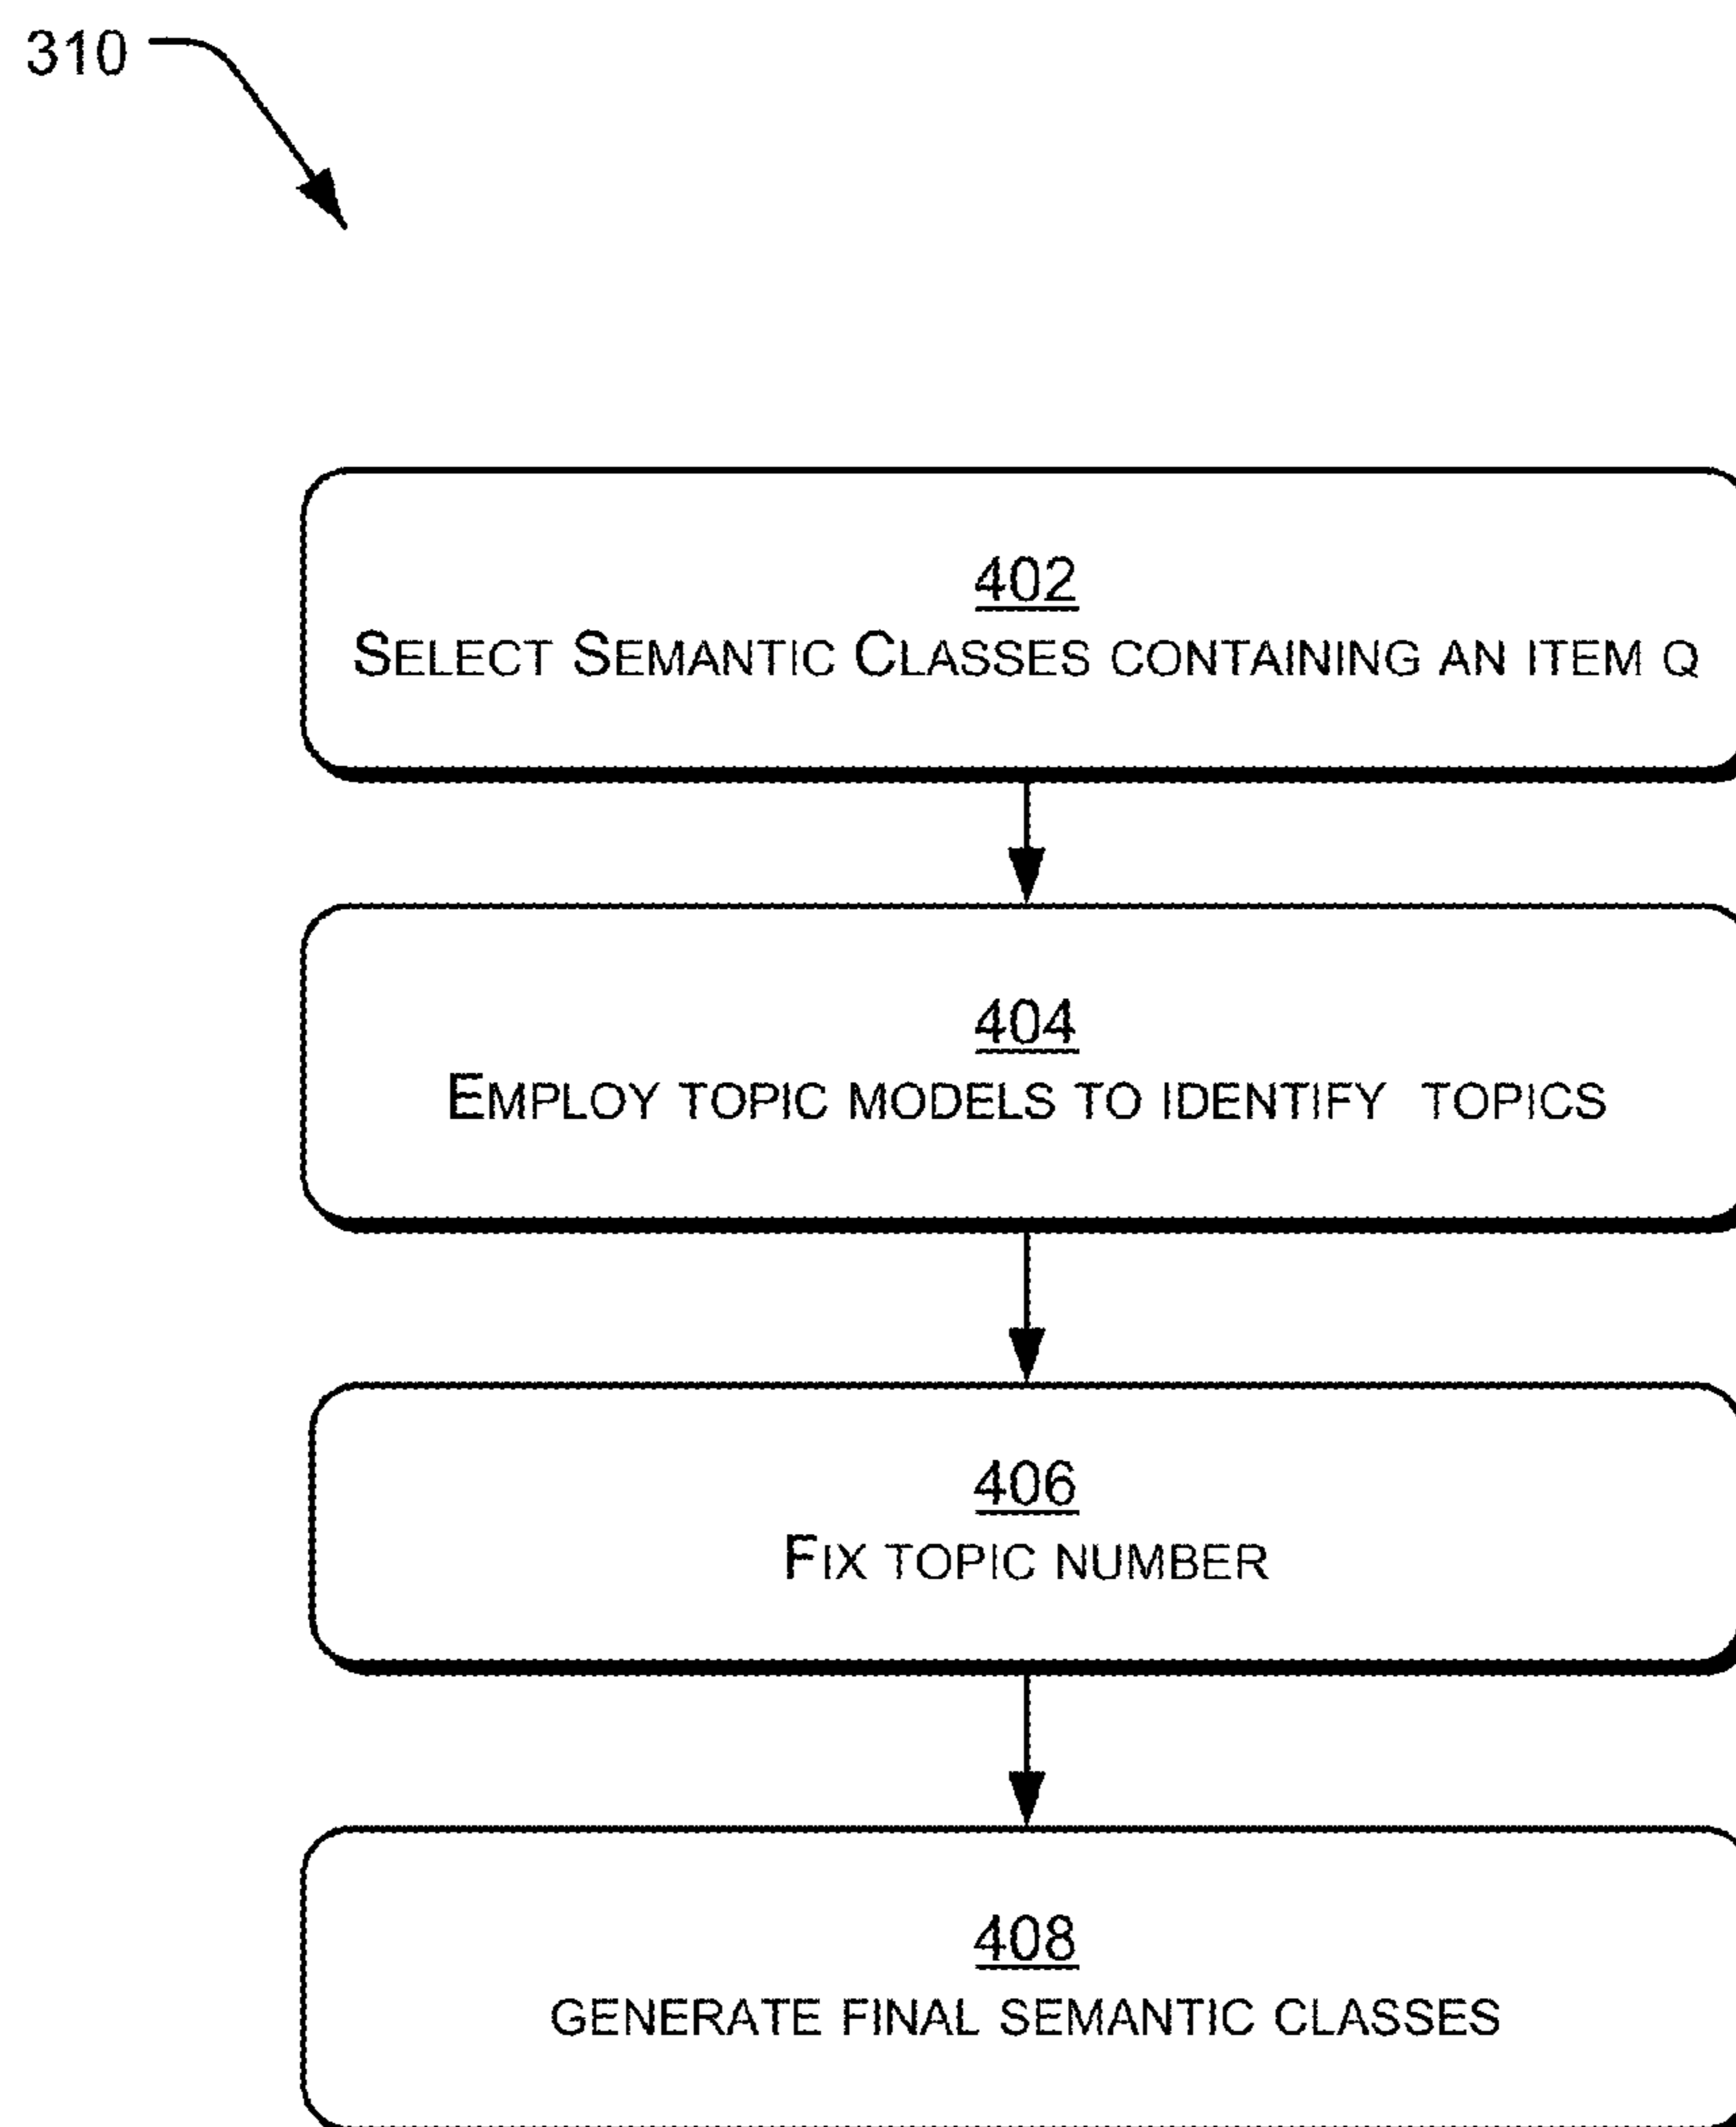 310
402
SELECT SEMANTIC CLASSES CONTAINING AN ITEM Q
404
EMPLOY TOPIC MODELS TO IDENTIFY TOPICS
406
FIX TOPIC NUMBER
408
GENERATE FINAL SEMANTIC CLASSES